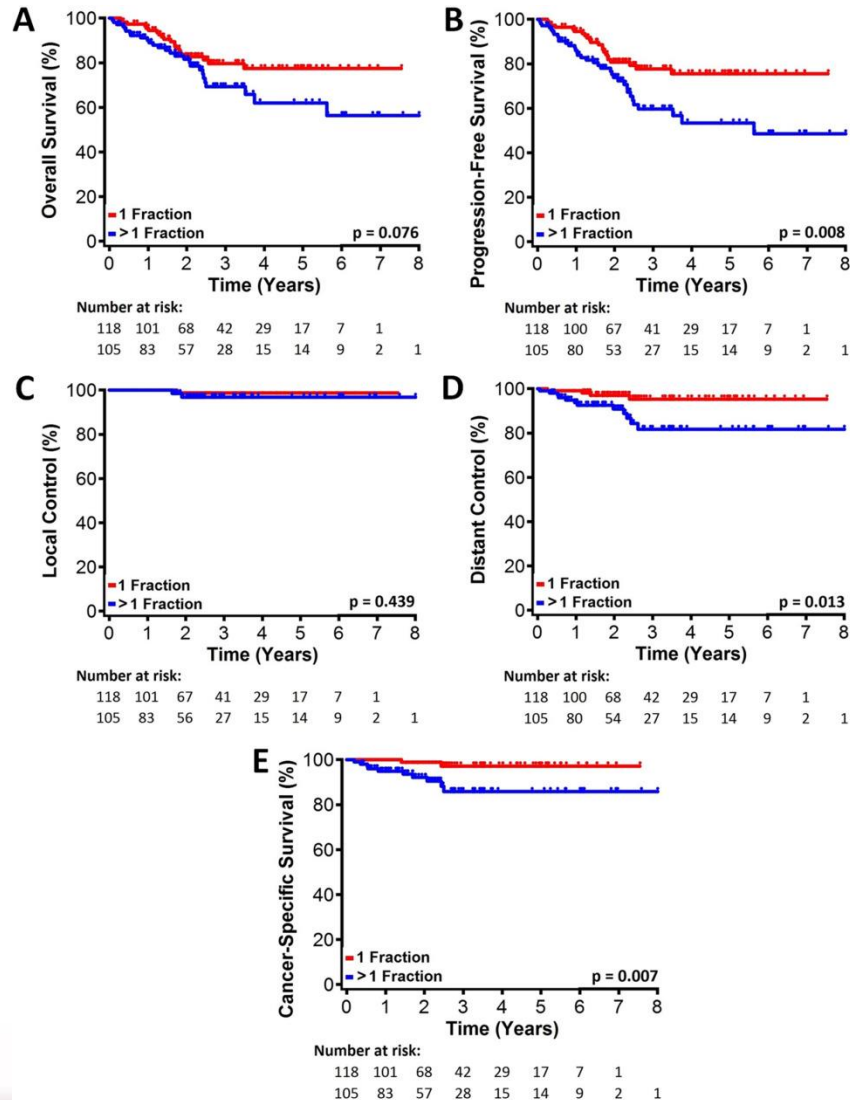 A
Overall Survival (%)
100
80
60
40
20
0
1 Fraction
> 1 Fraction
p = 0.076
0 1 2 3 4 5 6 7 8
Time (Years)
Number at risk:
118 101 68 42 29 17 7 1
105 83 57 28 15 14 9 2 1
B
Progression-Free Survival (%)
100
80
60
40
20
0
1 Fraction
> 1 Fraction
p = 0.008
0 1 2 3 4 5 6 7 8
Time (Years)
Number at risk:
118 100 67 41 29 17 7 1
105 80 53 27 15 14 9 2 1
C
Local Control (%)
100
80
60
40
20
0
1 Fraction
> 1 Fraction
p = 0.439
0 1 2 3 4 5 6 7 8
Time (Years)
Number at risk:
118 101 67 41 29 17 7 1
105 83 56 27 15 14 9 2 1
D
Distant Control (%)
100
80
60
40
20
0
1 Fraction
> 1 Fraction
p = 0.013
0 1 2 3 4 5 6 7 8
Time (Years)
Number at risk:
118 100 68 42 29 17 7 1
105 80 54 27 15 14 9 2 1
E
Cancer-Specific Survival (%)
100
80
60
40
20
0
1 Fraction
> 1 Fraction
p = 0.007
0 1 2 3 4 5 6 7 8
Time (Years)
Number at risk:
118 101 68 42 29 17 7 1
105 83 57 28 15 14 9 2 1